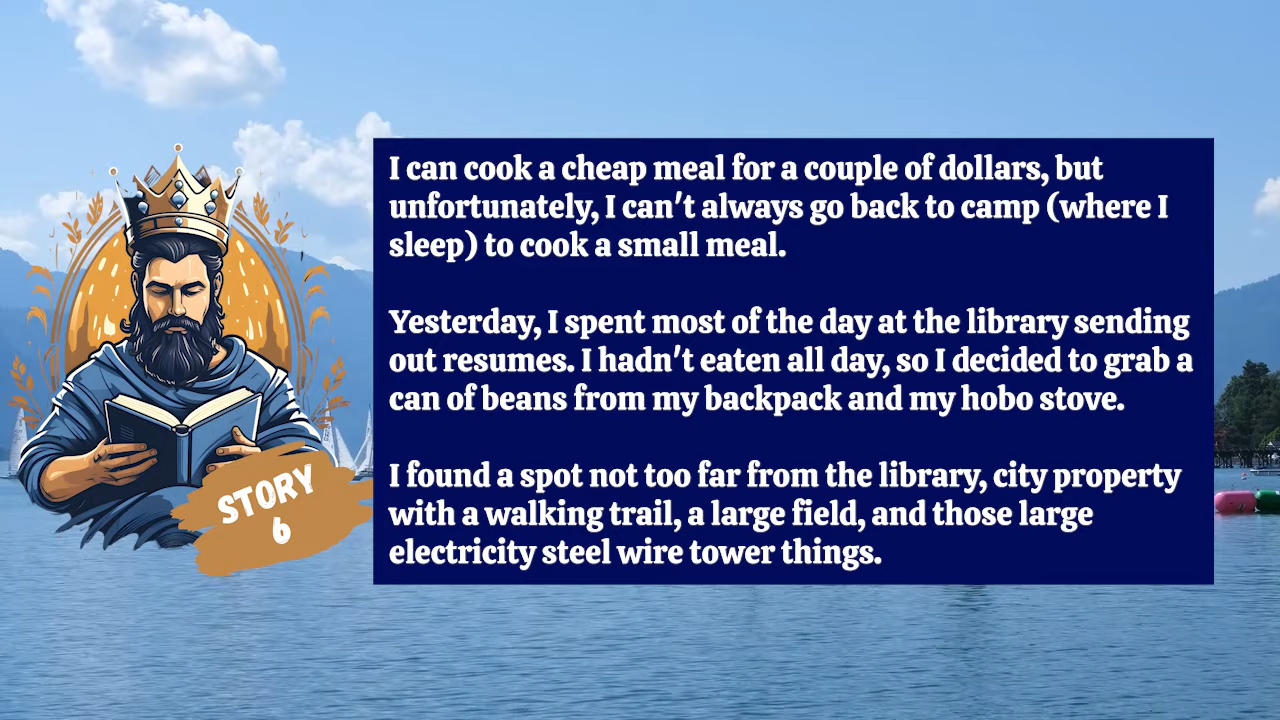 I can cook a cheap meal for a couple of dollars, but
unfortunately, I can't always go back to camp (where I
sleep) to cook a small meal.
Yesterday, I spent most of the day at the library sending
out resumes. I hadn't eaten all day, so I decided to grab a
can of beans from my backpack and my hobo stove.
I found a spot not too far from the library, city property
with a walking trail, a large field, and those large
electricity steel wire tower things.
STORY
6